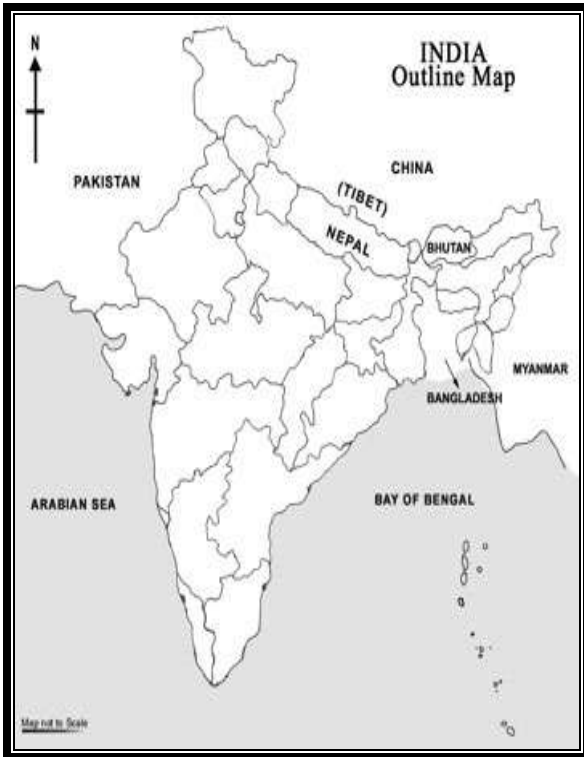 N
INDIA
Outline Map
CHINA
PAKISTAN
(TIBET)
NEPAL
BHUTAN
MYANMAR
BANGLADESH
ARABIAN SEA
BAY OF BENGAL
Map not to Scale